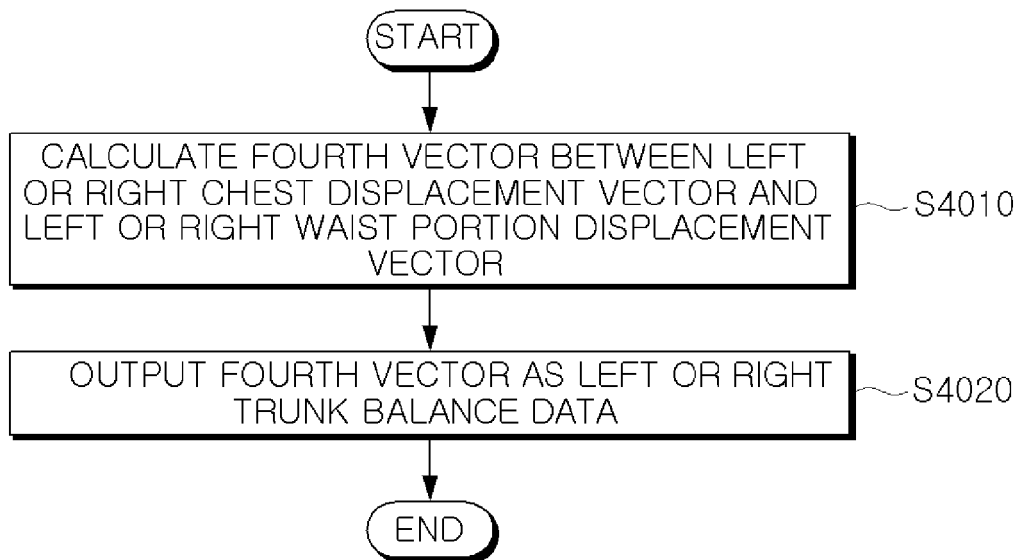 START
CALCULATE FOURTH VECTOR BETWEEN LEFT
OR RIGHT CHEST DISPLACEMENT VECTOR AND
LEFT OR RIGHT WAIST PORTION DISPLACEMENT
VECTOR
S4010
OUTPUT FOURTH VECTOR AS LEFT OR RIGHT
TRUNK BALANCE DATA
S4020
END